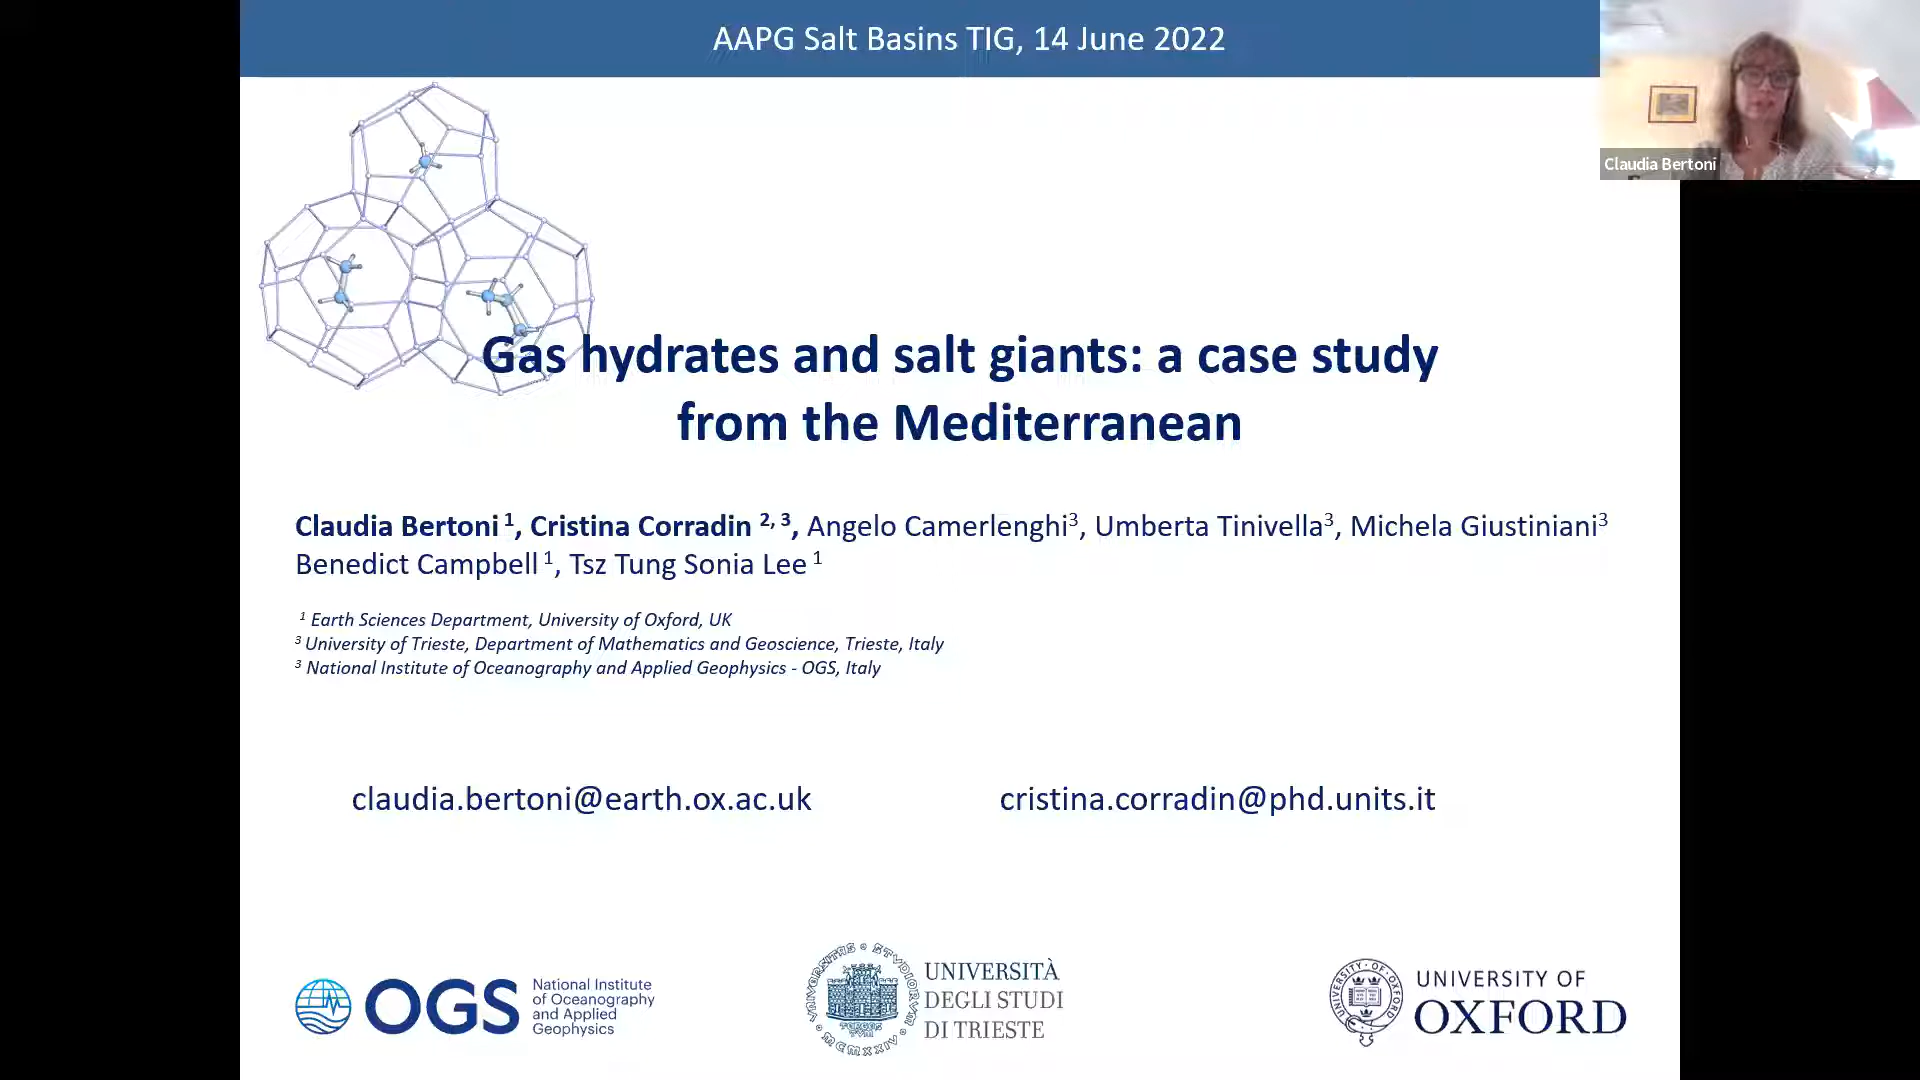 AAPG Salt Basins TIG, 14 June 2022
Claudia Bertoni
Gas hydrates and salt giants: a case study
from the Mediterranean
Claudia Bertoni 1, Cristina Corradin 2, 3, Angelo Camerlenghi3, Umberta Tinivella3, Michela Giustiniani3
Benedict Campbell 1, Tsz Tung Sonia Lee 1
1 Earth Sciences Department, University of Oxford, UK
3 University of Trieste, Department of Mathematics and Geoscience, Trieste, Italy
3 National Institute of Oceanography and Applied Geophysics - OGS, Italy
claudia.bertoni@earth.ox.ac.uk
cristina.corradin@phd.units.it
OGS
National Institute
of Oceanography
and Applied
Geophysics
UNIVERSITÀ
DEGLI STUDI
DI TRIESTE
UNIVERSITY OF
OXFORD